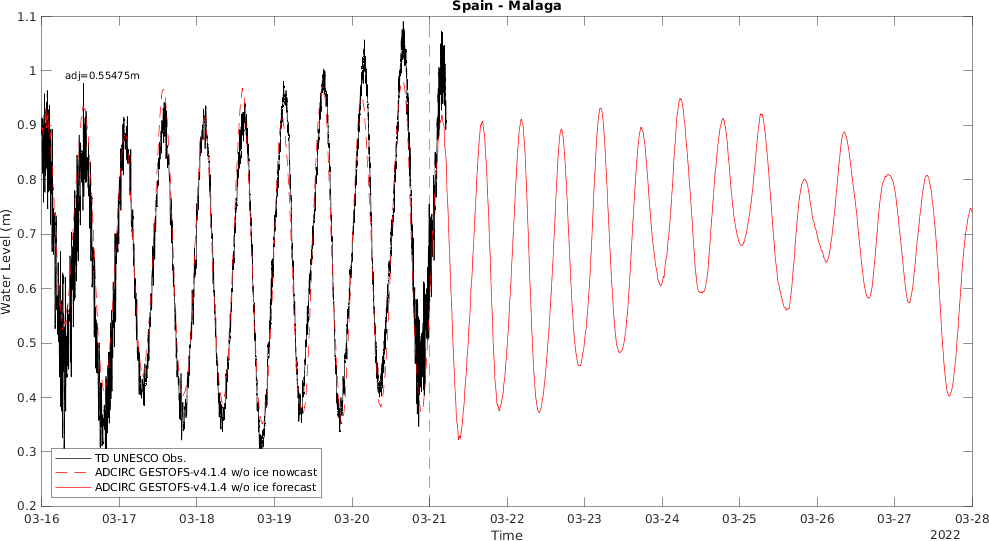 Spain - Malaga
1.1
1
0.9
0.8
0.7
0.6
0.5
0.4
0.3
0.2
Water Level (m)
adj=0.55475m
TD UNESCO Obs.
ADCIRC GESTOFS-v4.1.4 w/o ice nowcast
ADCIRC GESTOFS-v4.1.4 w/o ice forecast
03-16 03-17 03-18 03-19 03-20 03-21 03-22 03-23 03-24 03-25 03-26 03-27 03-28
Time
2022